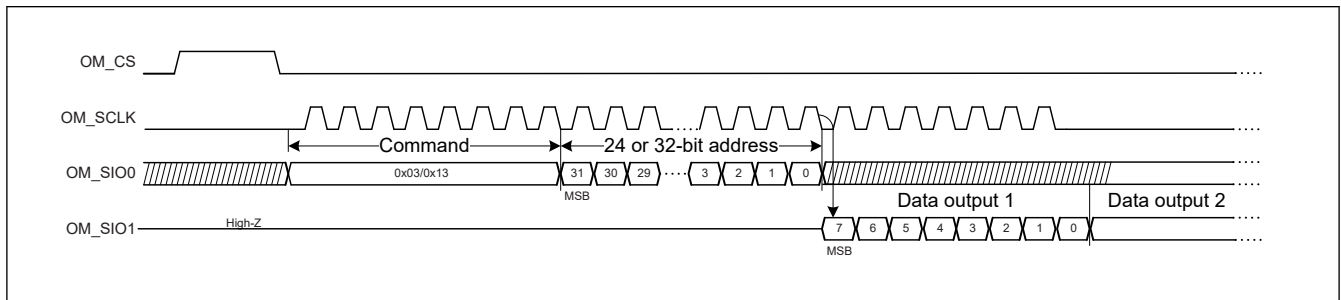 OM_CS
OM_SCLK
Command
24 or 32-bit address
OM_SIO0
0x03/0x13
31 30 29 3 2 1 0
MSB
Data output 1
Data output 2
OM_SIO1
High-Z
7 6 5 4 3 2 1 0
MSB